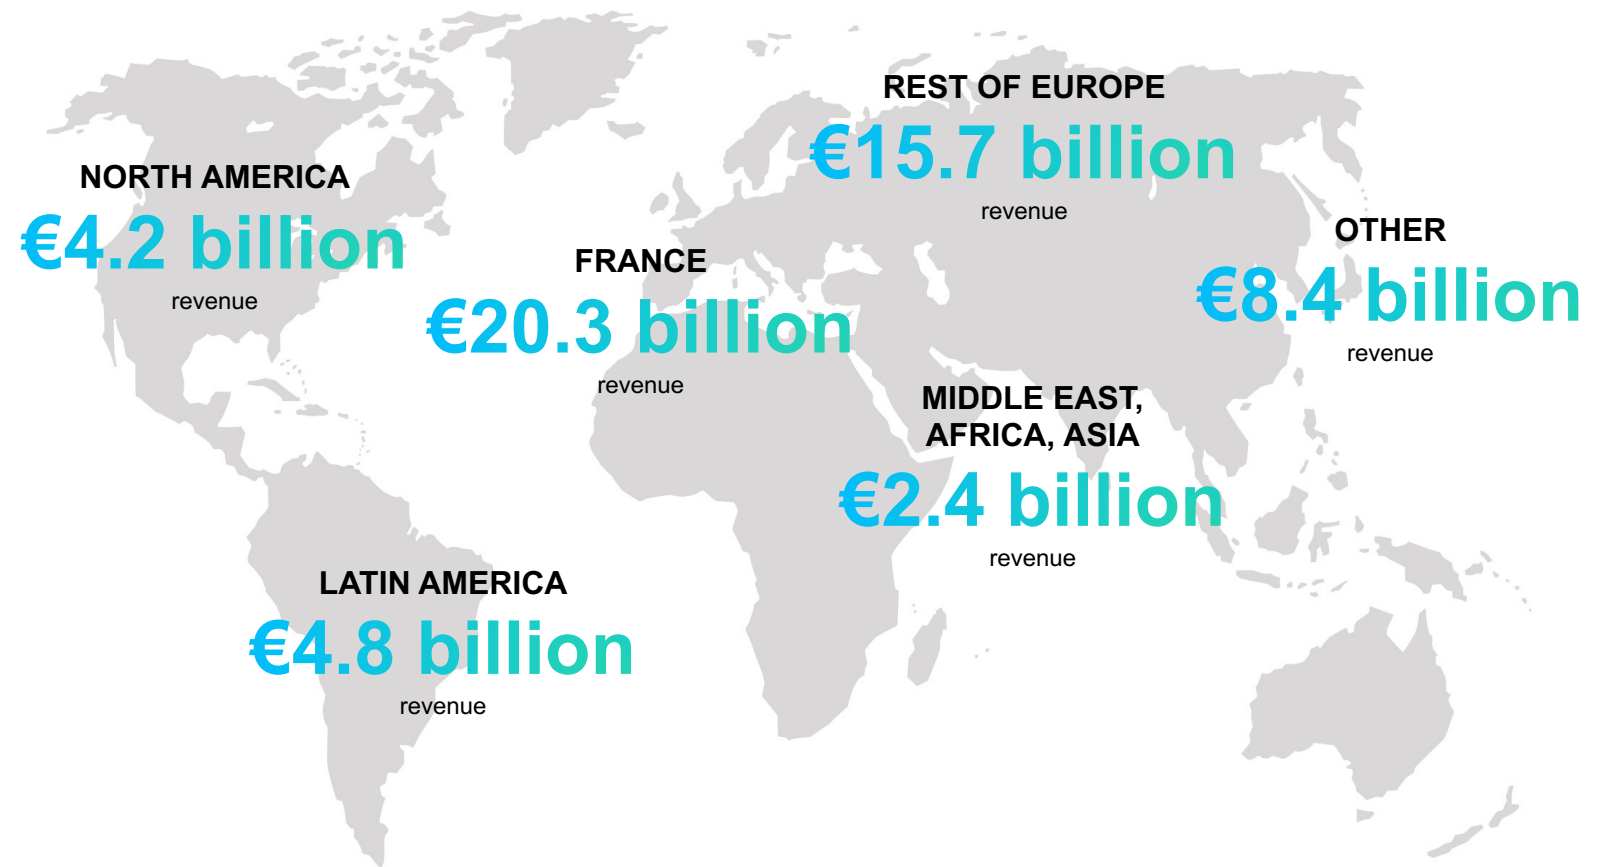 REST OF EUROPE
€15.7 billion
revenue
NORTH AMERICA
€4.2 billion
revenue
FRANCE
€20.3 billion
revenue
OTHER
€8.4 billion
revenue
MIDDLE EAST,
AFRICA, ASIA
€2.4 billion
revenue
LATIN AMERICA
€4.8 billion
revenue